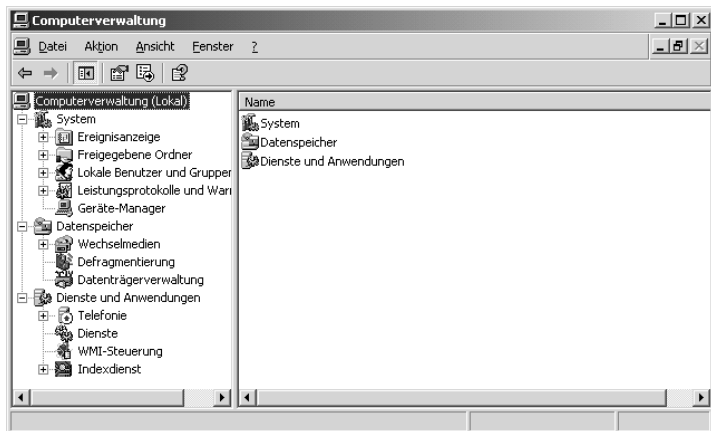 Computerverwaltung
Datei Aktion Ansicht Fenster ?
Computerverwaltung (Lokal)
System
Ereignisanzeige
Freigegebene Ordner
Lokale Benutzer und Gruppen
Leistungsprotokolle und Warn
Geräte-Manager
Datenspeicher
Wechselmedien
Defragmentierung
Datenträgerverwaltung
Dienste und Anwendungen
Telefonie
Dienste
WMI-Steuerung
Indexdienst
Name
System
Datenspeicher
Dienste und Anwendungen